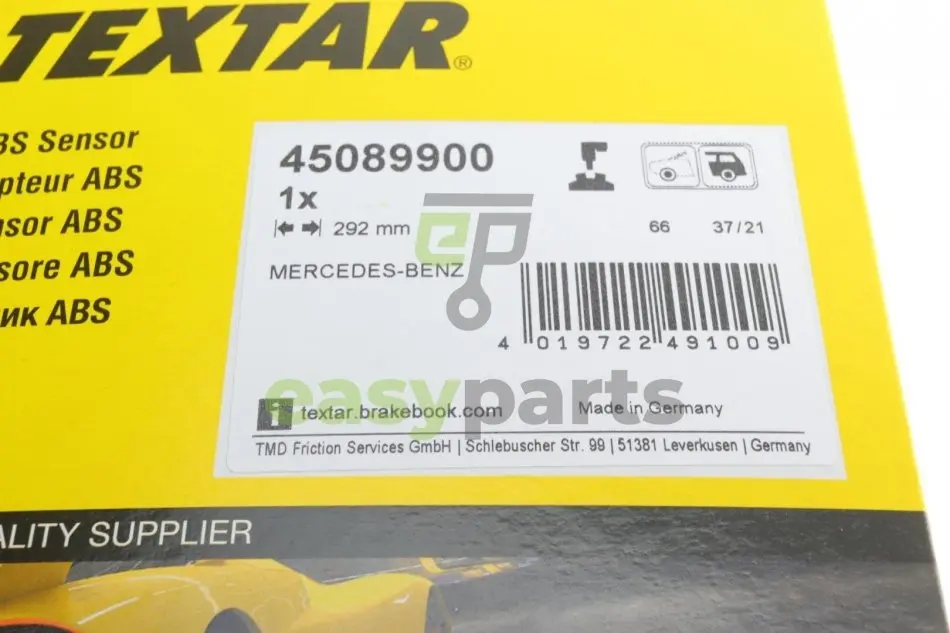 TEXTAR®
BS Sensor
pteur ABS
nsor ABS
sore ABS
ик ABS
45089900
1x
292 mm
66
37/21
MERCEDES-BENZ
ep
4 019722 491009
easyparts
i textar.brakebook.com
Made in Germany
TMD Friction Services GmbH | Schlebuscher Str. 99 | 51381 Leverkusen | Germany
ALITY SUPPLIER